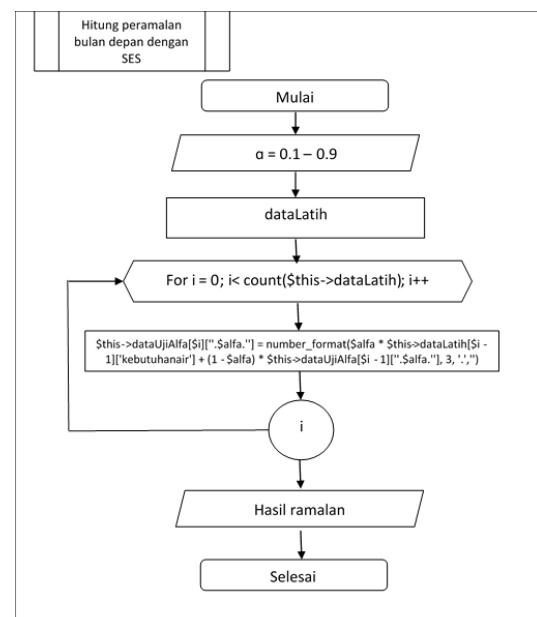 Hitung peramalan
bulan depan dengan
SES
Mulai
α = 0.1 – 0.9
dataLatih
For i = 0; i< count($this->dataLatih); i++
$this->dataUjiAlfa[$i]["".$alfa.""] = number_format($alfa * $this->dataLatih[$i -
1]['kebutuhanair'] + (1 - $alfa) * $this->dataUjiAlfa[$i - 1]["".$alfa.""], 3, '.','')
i
Hasil ramalan
Selesai